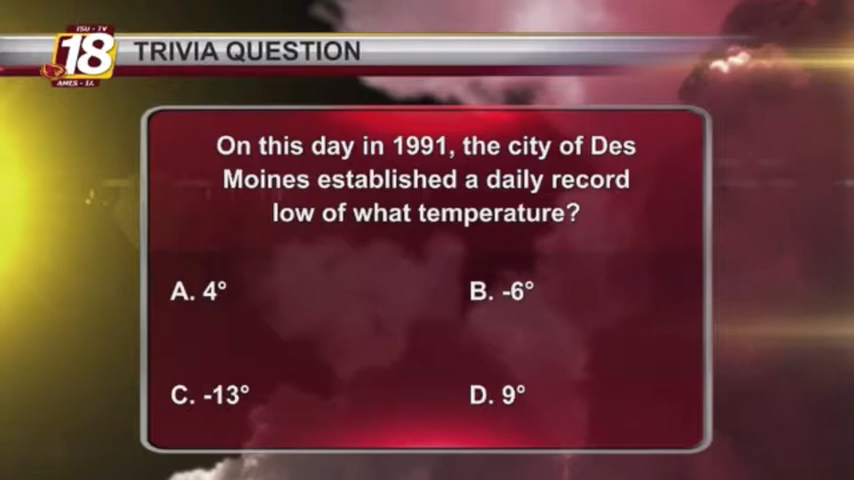 ISU - TV
18
AMES - IA
TRIVIA QUESTION
On this day in 1991, the city of Des
Moines established a daily record
low of what temperature?
A. 4°
B. -6°
C. -13°
D. 9°